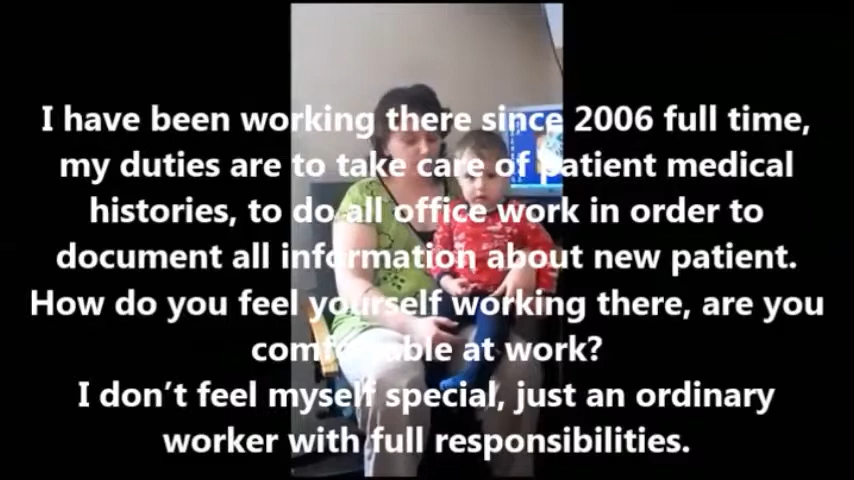 I have been working there since 2006 full time,
my duties are to take care of patient medical
histories, to do all office work in order to
document all information about new patient.
How do you feel yourself working there, are you
comfortable at work?
I don't feel myself special, just an ordinary
worker with full responsibilities.